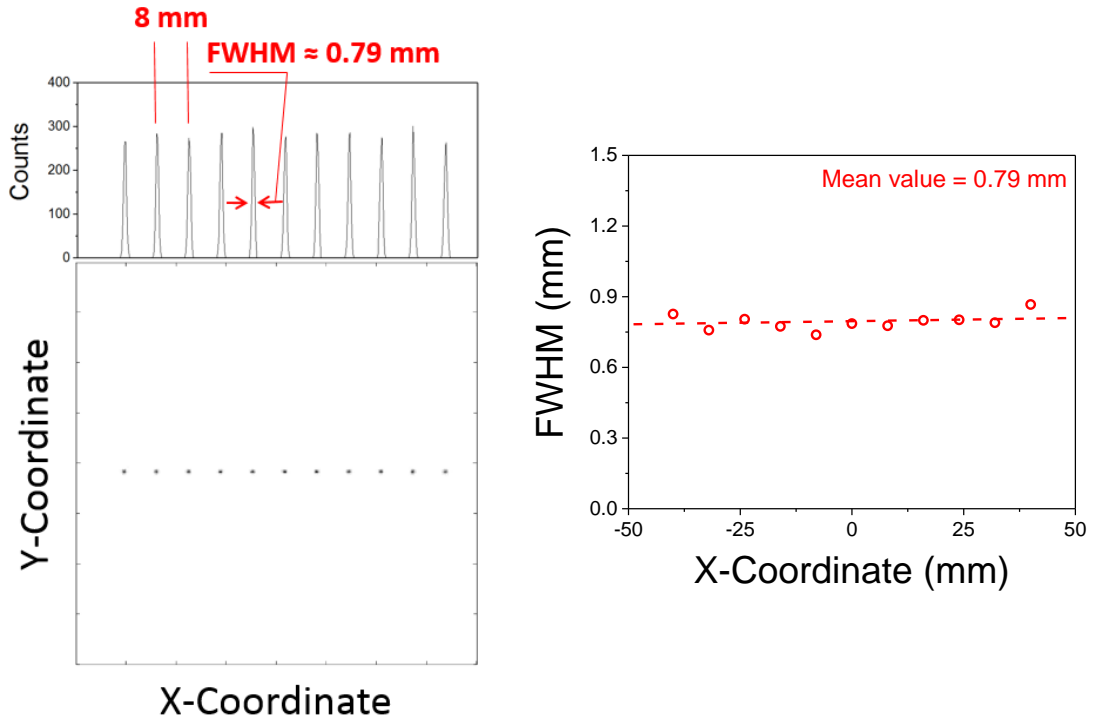 8 mm
FWHM ≈ 0.79 mm
400
300
200
100
0
Counts
Y-Coordinate
X-Coordinate
1.5
1.2
0.9
0.6
0.3
0.0
FWHM (mm)
Mean value = 0.79 mm
-50 -25 0 25 50
X-Coordinate (mm)